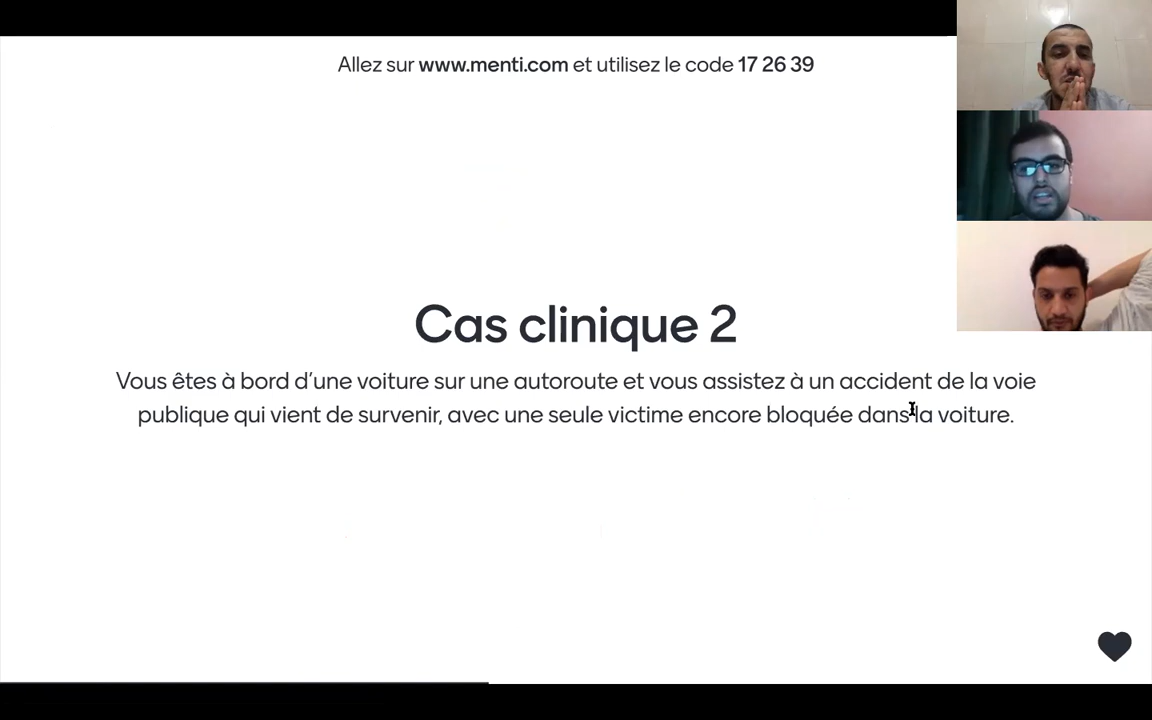 Allez sur www.menti.com et utilisez le code 17 26 39
Cas clinique 2
Vous êtes à bord d’une voiture sur une autoroute et vous assistez à un accident de la voie
publique qui vient de survenir, avec une seule victime encore bloquée dans la voiture.